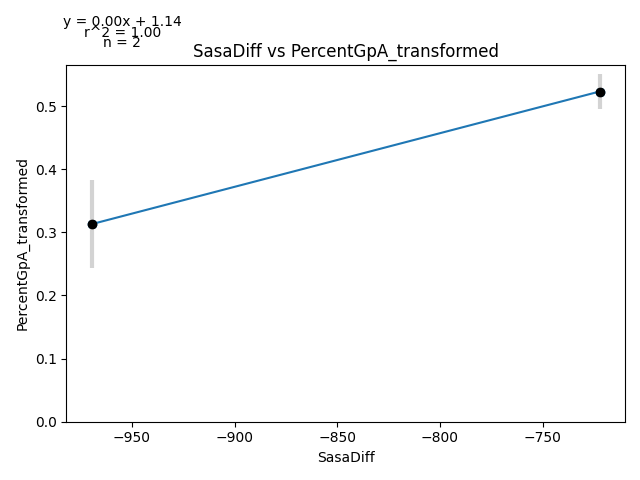 y = 0.00x + 1.14
r^2 = 1.00
n = 2
SasaDiff vs PercentGpA_transformed
PercentGpA_transformed
0.5
0.4
0.3
0.2
0.1
0.0
−950
−900
−850
−800
−750
SasaDiff